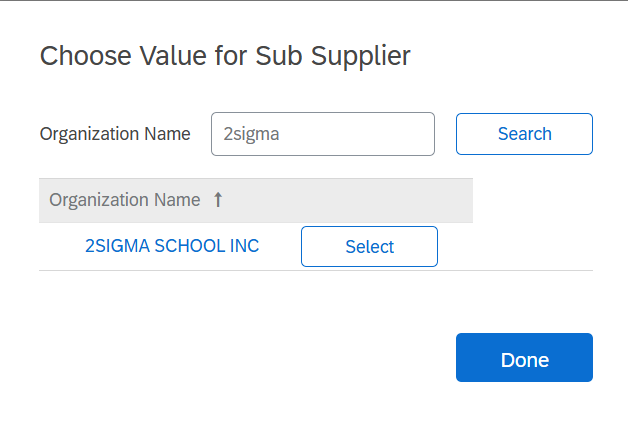 Choose Value for Sub Supplier
Organization Name 2sigma Search
Organization Name ↑
2SIGMA SCHOOL INC Select
Done